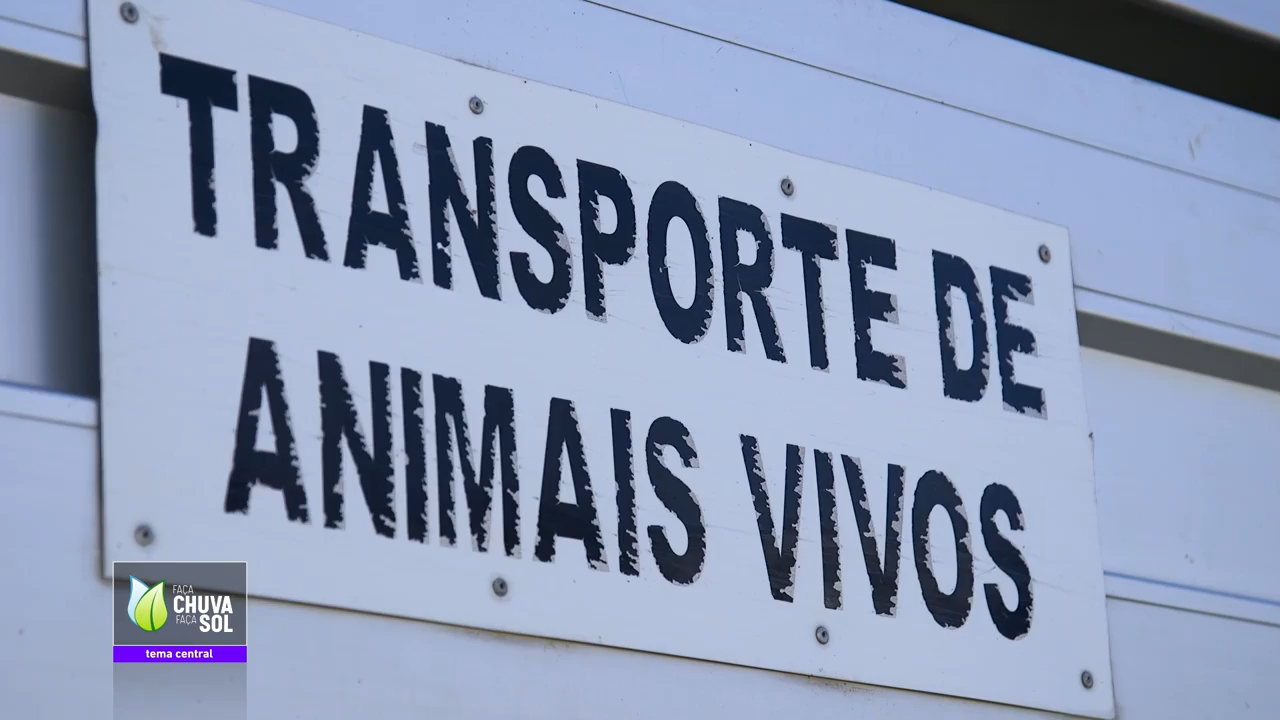 TRANSPORTE DE
ANIMAIS VIVOS
FAÇA
CHUVA
FAÇA SOL
tema central